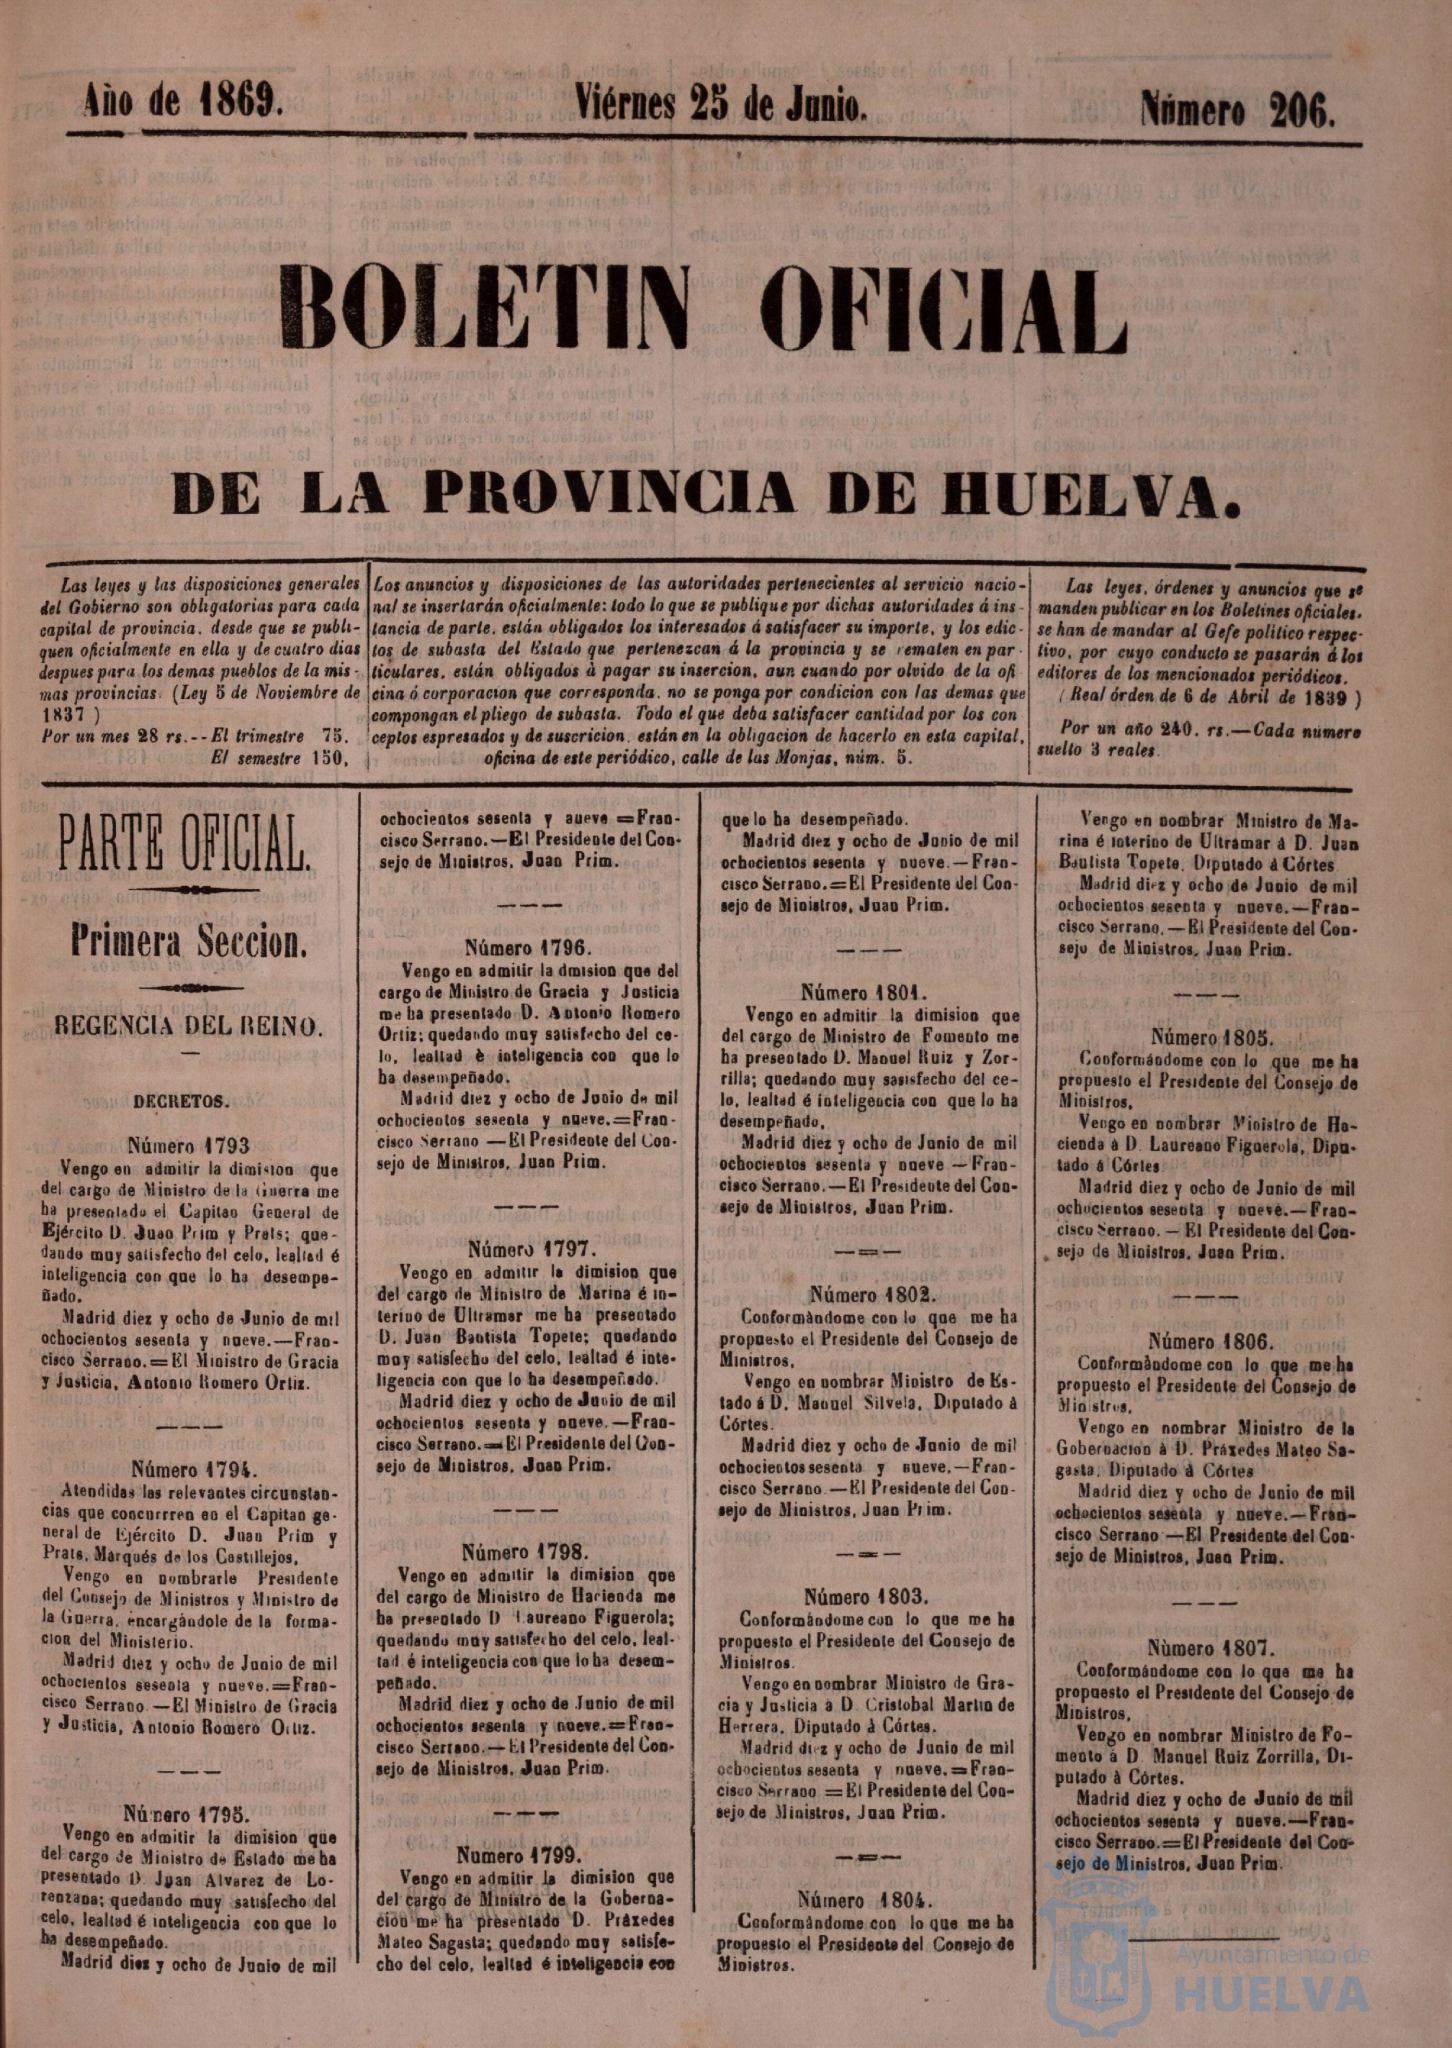 Año de 1869.
Viérnes 25 de Junio.
Número 206.
BOLETIN OFICIAL
DE LA PROVINCIA DE HUELVA.
Las leyes y las disposiciones generales
del Gobierno son obligatorias para cada
capital de provincia, desde que se publi-
quen oficialmente en ella y de cuatro dias
despues para los demas pueblos de la mis-
mas provincias. (Ley 5 de Noviembre de
1837 )
Por un mes 28 rs.--El trimestre 75.
El semestre 150,
Los anuncios y disposiciones de las autoridades pertenecientes al servicio nacio-
nal se insertarán oficialmente: todo lo que se publique por dichas autoridades á ins-
tancia de parte, están obligados los interesados á satisfacer su importe, y los edic-
tos de subasta del Estado que pertenezcan á la provincia y se rematen en par-
ticulares, están obligados à pagar su insercion, aun cuando por olvido de la ofi-
cina ó corporacion que corresponda, no se ponga por condicion con las demas que
compongan el pliego de subasta. Todo el que deba satisfacer cantidad por los con-
ceptos espresados y de suscricion, están en la obligacion de hacerlo en esta capital,
oficina de este periódico, calle de las Monjas, núm. 5.
Las leyes, órdenes y anuncios que se
manden publicar en los Boletines oficiales,
se han de mandar al Gefe politico respec-
tivo, por cuyo conducto se pasarán á los
editores de los mencionados periódicos.
(Real órden de 6 de Abril de 1839 )
Por un año 240. rs.—Cada número
suelto 3 reales.
PARTE OFICIAL.
Primera Seccion.
REGENCIA DEL REINO.
DECRETOS.
Número 1793
Vengo en admitir la dimision que
del cargo de Ministro de la Guerra me
ha presentado el Capitan General de
Ejército D. Juan Prim y Prats; que-
dando muy satisfecho del celo, lealtad é
inteligencia con que lo ha desempe-
ñado.
Madrid diez y ocho de Junio de mil
ochocientos sesenta y nueve.—Fran-
cisco Serrano.=El Ministro de Gracia
y Justicia, Antonio Romero Ortiz.
Número 1794.
Atendidas las relevantes circunstan-
cias que concurrren en el Capitan ge-
neral de Ejército D. Juan Prim y
Prats, Marqués de los Castillejos,
Vengo en nombrarle Presidente
del Consejo de Ministros y Ministro de
la Guerra, encargándole de la forma-
cion del Ministerio.
Madrid diez y ocho de Junio de mil
ochocientos sesenta y nueve.=Fran-
cisco Serrano.—El Ministro de Gracia
y Justicia, Antonio Romero Ortiz.
Número 1795.
Vengo en admitir la dimision que
del cargo de Ministro de Estado me ha
presentado D. Juan Alvarez de Lo-
renzana; quedando muy satisfecho del
celo, lealtad é inteligencia con que lo
ha desempeñado.
Madrid diez y ocho de Junio de mil
ochocientos sesenta y nueve =Fran-
cisco Serrano.—El Presidente del Con-
sejo de Ministros, Juan Prim.
Número 1796.
Vengo en admitir la dmision que del
cargo de Ministro de Gracia y Justicia
me ha presentado D. Antonio Romero
Ortiz; quedando muy satisfecho del ce-
lo, lealtad è inteligencia con que lo
ha desempeñado.
Madrid diez y ocho de Junio de mil
ochocientos sesenta y nueve.=Fran-
cisco Serrano —El Presidente del Con-
sejo de Ministros, Juan Prim.
Número 1797.
Vengo en admitir la dimision que
del cargo de Ministro de Marina é in-
terino de Ultramar me ha presentado
D. Juan Bautista Topete; quedando
muy satisfecho del celo, lealtad é inte-
ligencia con que lo ha desempeñado.
Madrid diez y ocho de Junio de mil
ochocientos sesenta y nueve.—Fran-
cisco Serrano.—El Presidente del Con-
sejo de Ministros, Juan Prim.
Número 1798.
Vengo en admitir la dimision que
del cargo de Ministro de Hacienda me
ha presentado D Laureano Figuerola;
quedando muy satisfecho del celo, leal-
tad é inteligencia con que lo ha desem-
peñado.
Madrid diez y ocho de Junio de mil
ochocientos sesenta y nueve.=Fran-
cisco Serrano.—El Presidente del Con-
sejo de Ministros, Juan Prim.
Numero 1799.
Vengo en admitir la dimision que
del cargo de Ministro de la Goberna-
cion me ha presentado D. Práxedes
Mateo Sagasta; quedando muy satisfe-
cho del celo, lealtad é inteligencia con
que lo ha desempeñado.
Madrid diez y ocho de Junio de mil
ochocientos sesenta y nueve.—Fran-
cisco Serrano.=El Presidente del Con-
sejo de Ministros, Juan Prim.
Número 1801.
Vengo en admitir la dimision que
del cargo de Ministro de Fomento me
ha presentado D. Manuel Ruiz y Zor-
rilla; quedando muy sasisfecho del ce-
lo, lealtad é inteligencia con que lo ha
desempeñado,
Madrid diez y ocho de Junio de mil
ochocientos sesenta y nueve —Fran-
cisco Serrano.—El Presidente del Con-
sejo de Ministros, Juan Prim.
Número 1802.
Conformándome con lo que me ha
propuesto el Presidente del Consejo de
Ministros,
Vengo en nombrar Ministro de Es-
tado á D. Manuel Silvela, Diputado à
Córtes.
Madrid diez y ocho de Junio de mil
ochocientos sesenta y nueve.—Fran-
cisco Serrano.—El Presidente del Con-
sejo de Ministros, Juan Prim.
Número 1803.
Conformándome con lo que me ha
propuesto el Presidente del Consejo de
Ministros.
Vengo en nombrar Ministro de Gra-
cia y Justicia à D. Cristobal Martin de
Herrera, Diputado à Córtes.
Madrid diez y ocho de Junio de mil
ochocientos sesenta y nueve.=Fran-
cisco Serrano =El Presidente del Con-
sejo de Ministros, Juan Prim.
Número 1804.
Conformándome con lo que me ha
propuesto el Presidente del Consejo de
Ministros.
Vengo en nombrar Ministro de Ma-
rina é interino de Ultramar à D. Juan
Bautista Topete, Diputado à Córtes
Madrid diez y ocho de Junio de mil
ochocientos sesenta y nueve.—Fran-
cisco Serrano.—El Presidente del Con-
sejo de Ministros, Juan Prim.
Número 1805.
Conformándome con lo que me ha
propuesto el Presidente del Consejo de
Ministros,
Vengo en nombrar Ministro de Ha-
cienda à D. Laureano Figuerola, Dipu-
tado á Córtes.
Madrid diez y ocho de Junio de mil
ochocientos sesenta y nueve.—Fran-
cisco Serrano.—El Presidente del Con-
sejo de Ministros, Juan Prim.
Número 1806.
Conformàndome con lo que me ha
propuesto el Presidente del Consejo de
Ministros,
Vengo en nombrar Ministro de la
Gobernacion à D. Práxedes Mateo Sa-
gasta, Diputado à Córtes
Madrid diez y ocho de Junio de mil
ochocientos sesenta y nueve.—Fran-
cisco Serrano —El Presidente del Con-
sejo de Ministros, Juan Prim.
Número 1807.
Conformándome con lo que me ha
propuesto el Presidente del Consejo de
Ministros,
Vengo en nombrar Ministro de Fo-
mento à D. Manuel Ruiz Zorrilla, Di-
putado à Córtes.
Madrid diez y ocho de Junio de mil
ochocientos sesenta y nueve.—Fran-
cisco Serrano.=El Presidente del Con-
sejo de Ministros, Juan Prim.
Ayuntamiento de
HUELVA